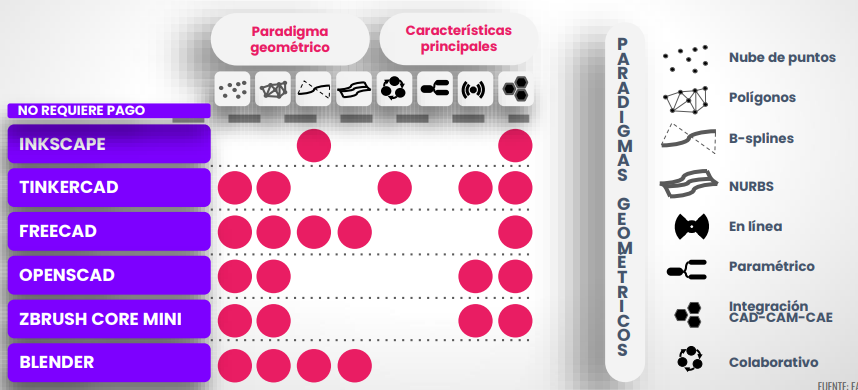 Paradigma
geométrico
Características
principales
NO REQUIERE PAGO
INKSCAPE
TINKERCAD
FREECAD
OPENSCAD
ZBRUSH CORE MINI
BLENDER
PARADIGMAS GEOMÉTRICOS
Nube de puntos
Polígonos
B-splines
NURBS
En línea
Paramétrico
Integración
CAD-CAM-CAE
Colaborativo
FUENTE: